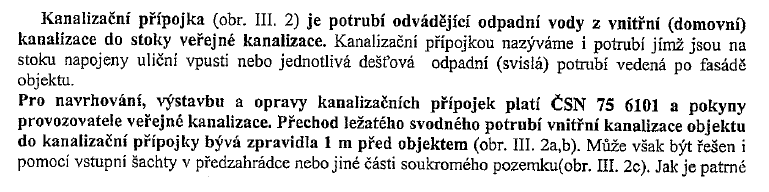 Kanalizační přípojka (obr. III. 2) je potrubí odvádějící odpadní vody z vnitřní (domovní)
kanalizace do stoky veřejné kanalizace. Kanalizační přípojkou nazýváme i potrubí jímž jsou na
stoku napojeny uliční vpusti nebo jednotlivá dešťová odpadní (svislá) potrubí vedená po fasádě
objektu.
Pro navrhování, výstavbu a opravy kanalizačních přípojek platí ČSN 75 6101 a pokyny
provozovatele veřejné kanalizace. Přechod ležatého svodného potrubí vnitřní kanalizace objektu
do kanalizační přípojky bývá zpravidla 1 m před objektem (obr. III. 2a,b). Může však být řešen i
pomocí vstupní šachty v předzahrádce nebo jiné části soukromého pozemku(obr. III. 2c). Jak je patrné